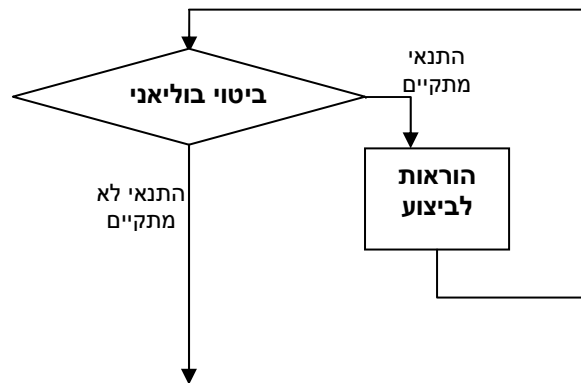 התנאי
מתקיים
ביטוי בוליאני
הוראות
לביצוע
התנאי לא
מתקיים